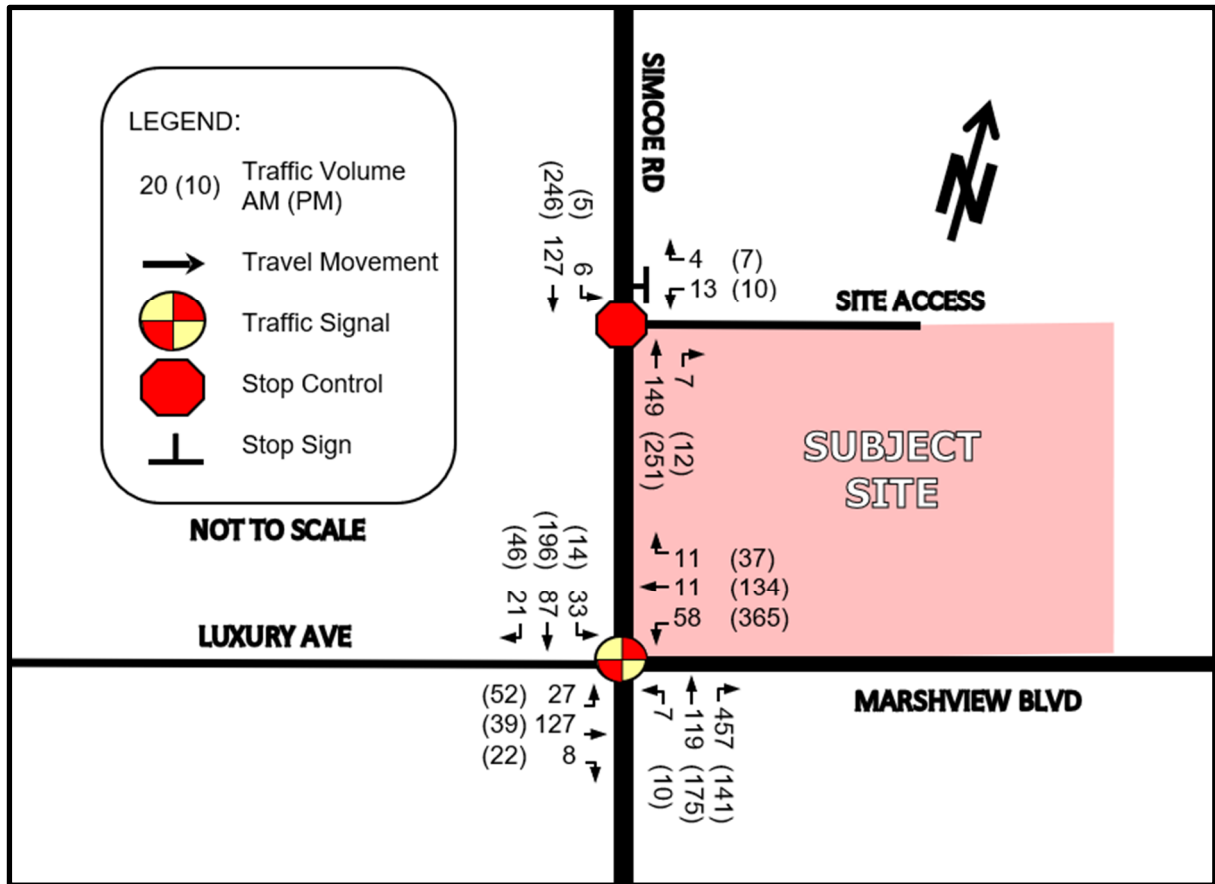 LEGEND:
20 (10)
Traffic Volume
AM (PM)
Travel Movement
Traffic Signal
Stop Control
Stop Sign
NOT TO SCALE
SIMCOE RD
N
(246) 127
(5) 6
4 (7)
13 (10)
SITE ACCESS
149 (251)
7 (12)
SUBJECT
SITE
(46) 21
(196) 87
(14) 33
11 (37)
11 (134)
58 (365)
LUXURY AVE
MARSHVIEW BLVD
(52) 27
(39) 127
(22) 8
7 (10)
119 (175)
457 (141)